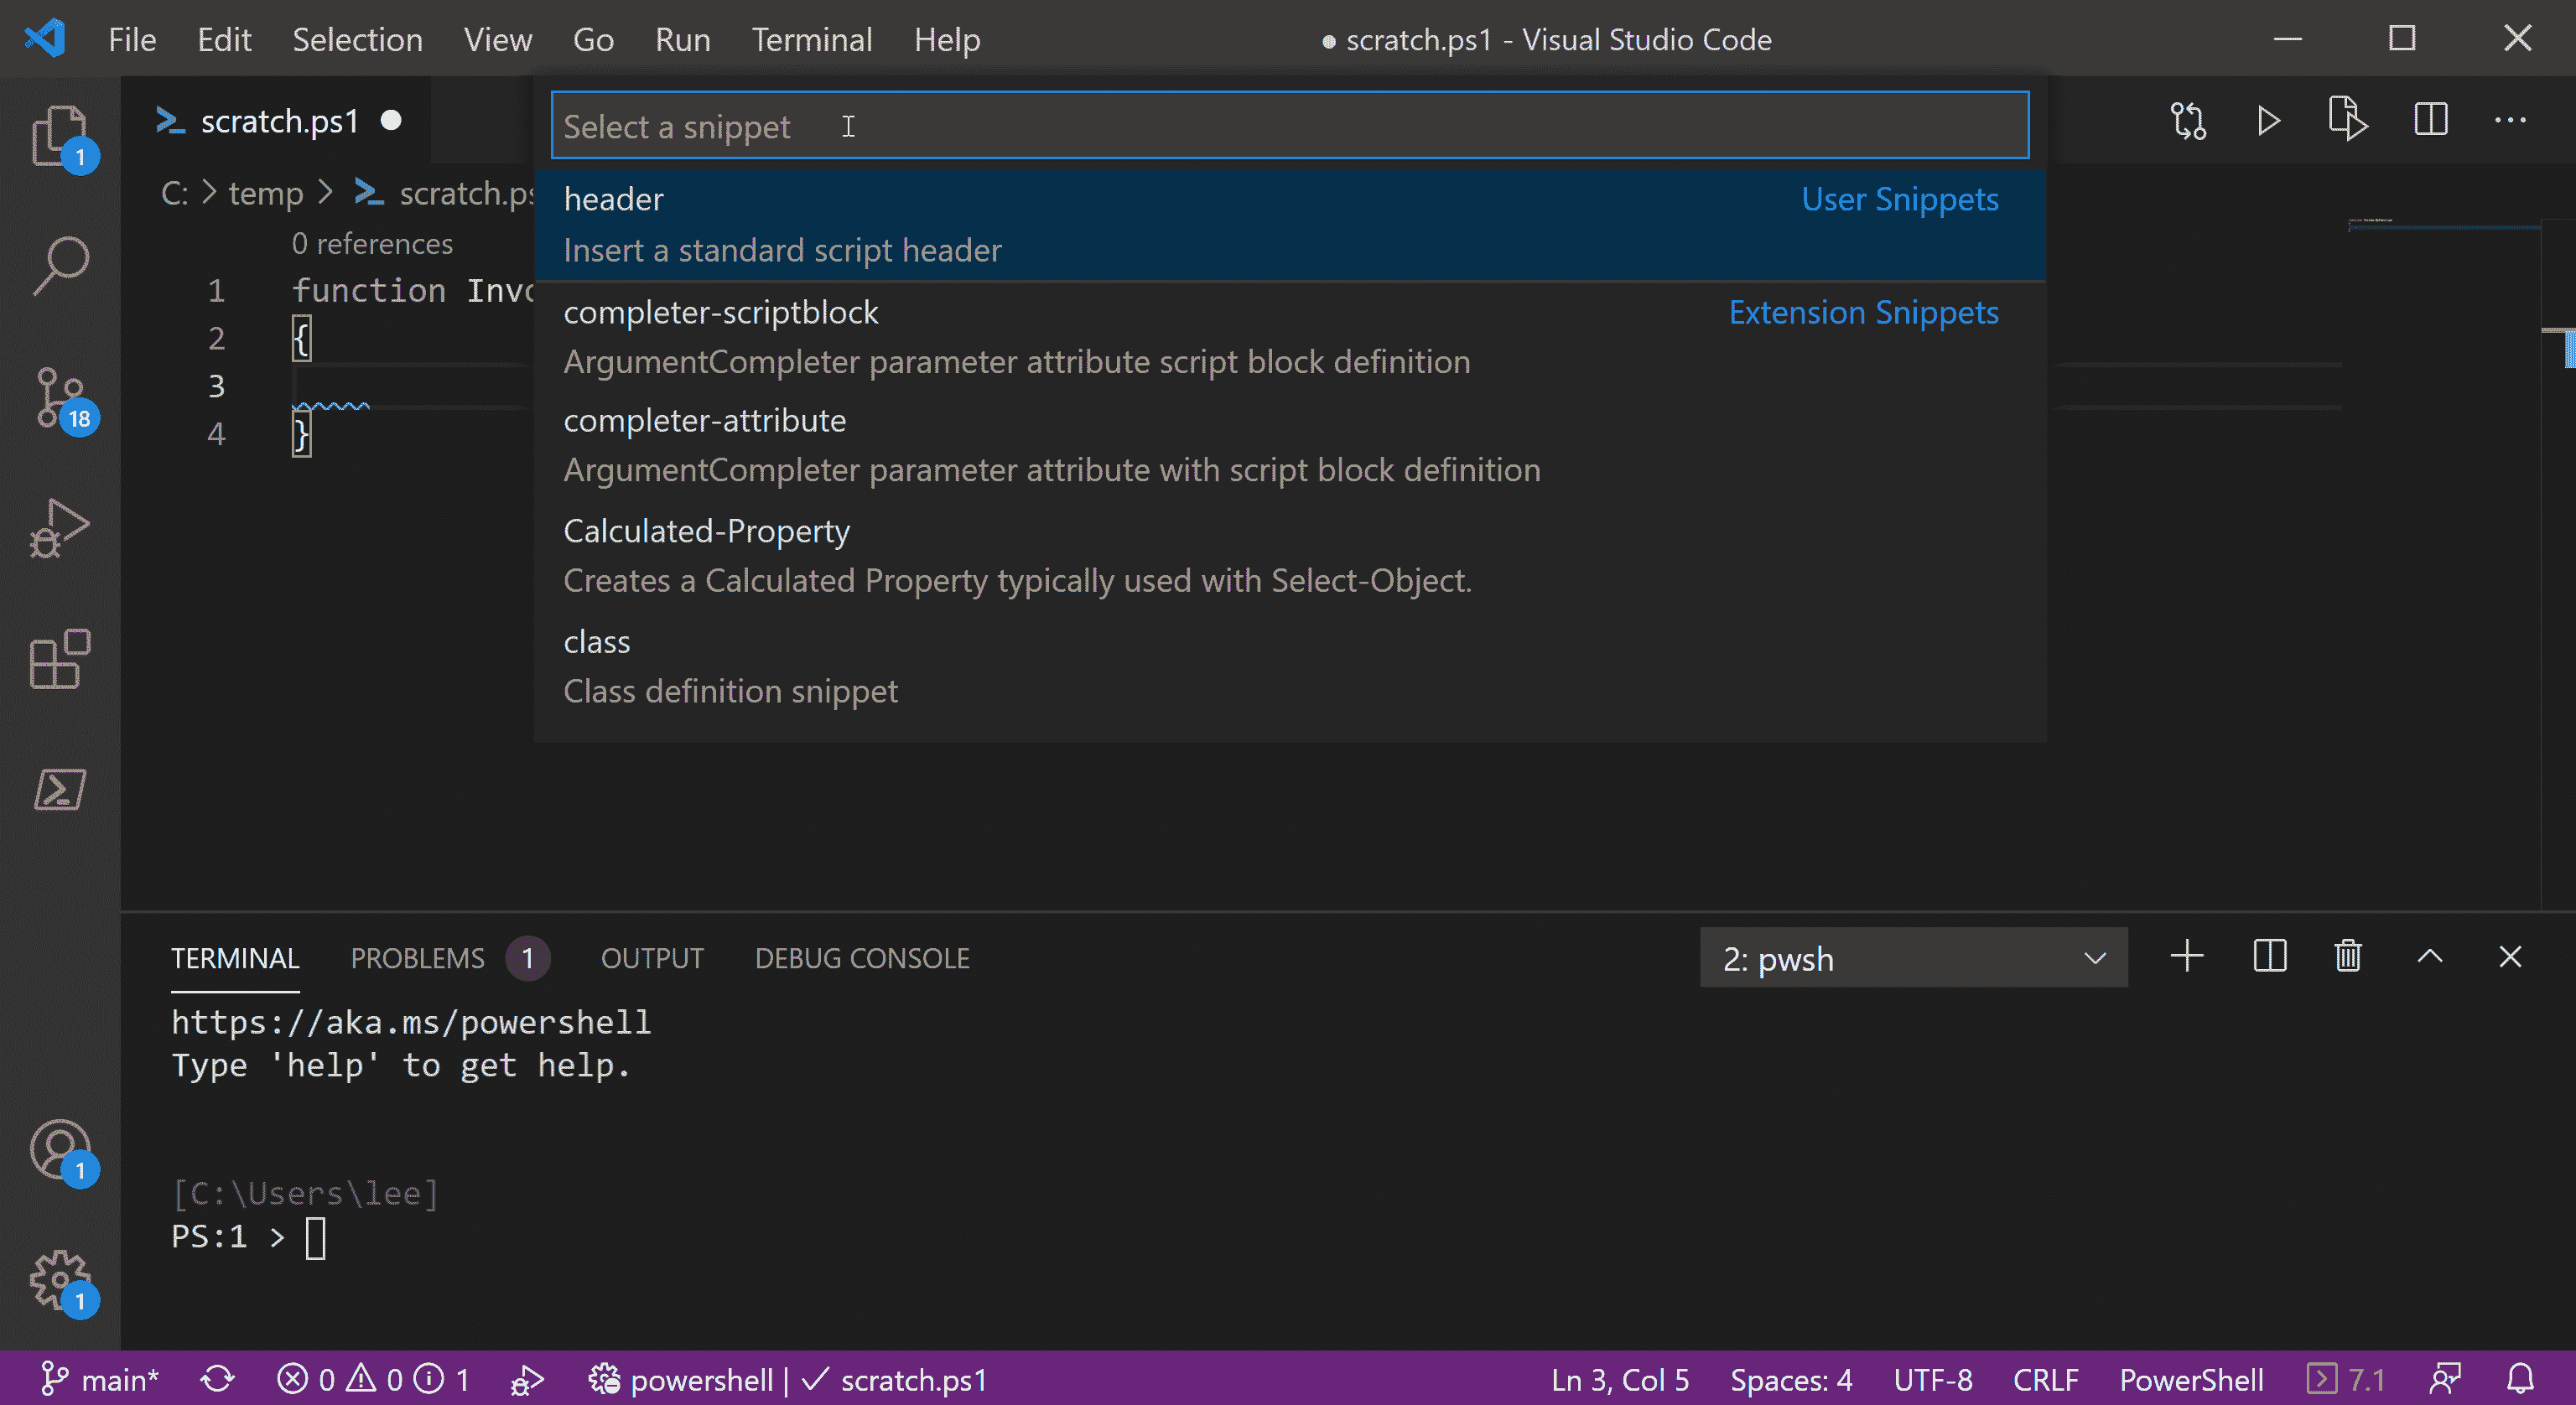 File Edit Selection View Go Run Terminal Help
● scratch.ps1 - Visual Studio Code
scratch.ps1
Select a snippet
C: > temp > scratch.ps
header User Snippets
Insert a standard script header
completer-scriptblock Extension Snippets
ArgumentCompleter parameter attribute script block definition
completer-attribute
ArgumentCompleter parameter attribute with script block definition
Calculated-Property
Creates a Calculated Property typically used with Select-Object.
class
Class definition snippet
0 references
1 function Invo
2 {
3
4 }
1
18
1
1
TERMINAL PROBLEMS 1 OUTPUT DEBUG CONSOLE
2: pwsh
https://aka.ms/powershell
Type 'help' to get help.
[C:\Users\lee]
PS:1 >
main* 0 0 1 powershell | ✓ scratch.ps1 Ln 3, Col 5 Spaces: 4 UTF-8 CRLF PowerShell 7.1